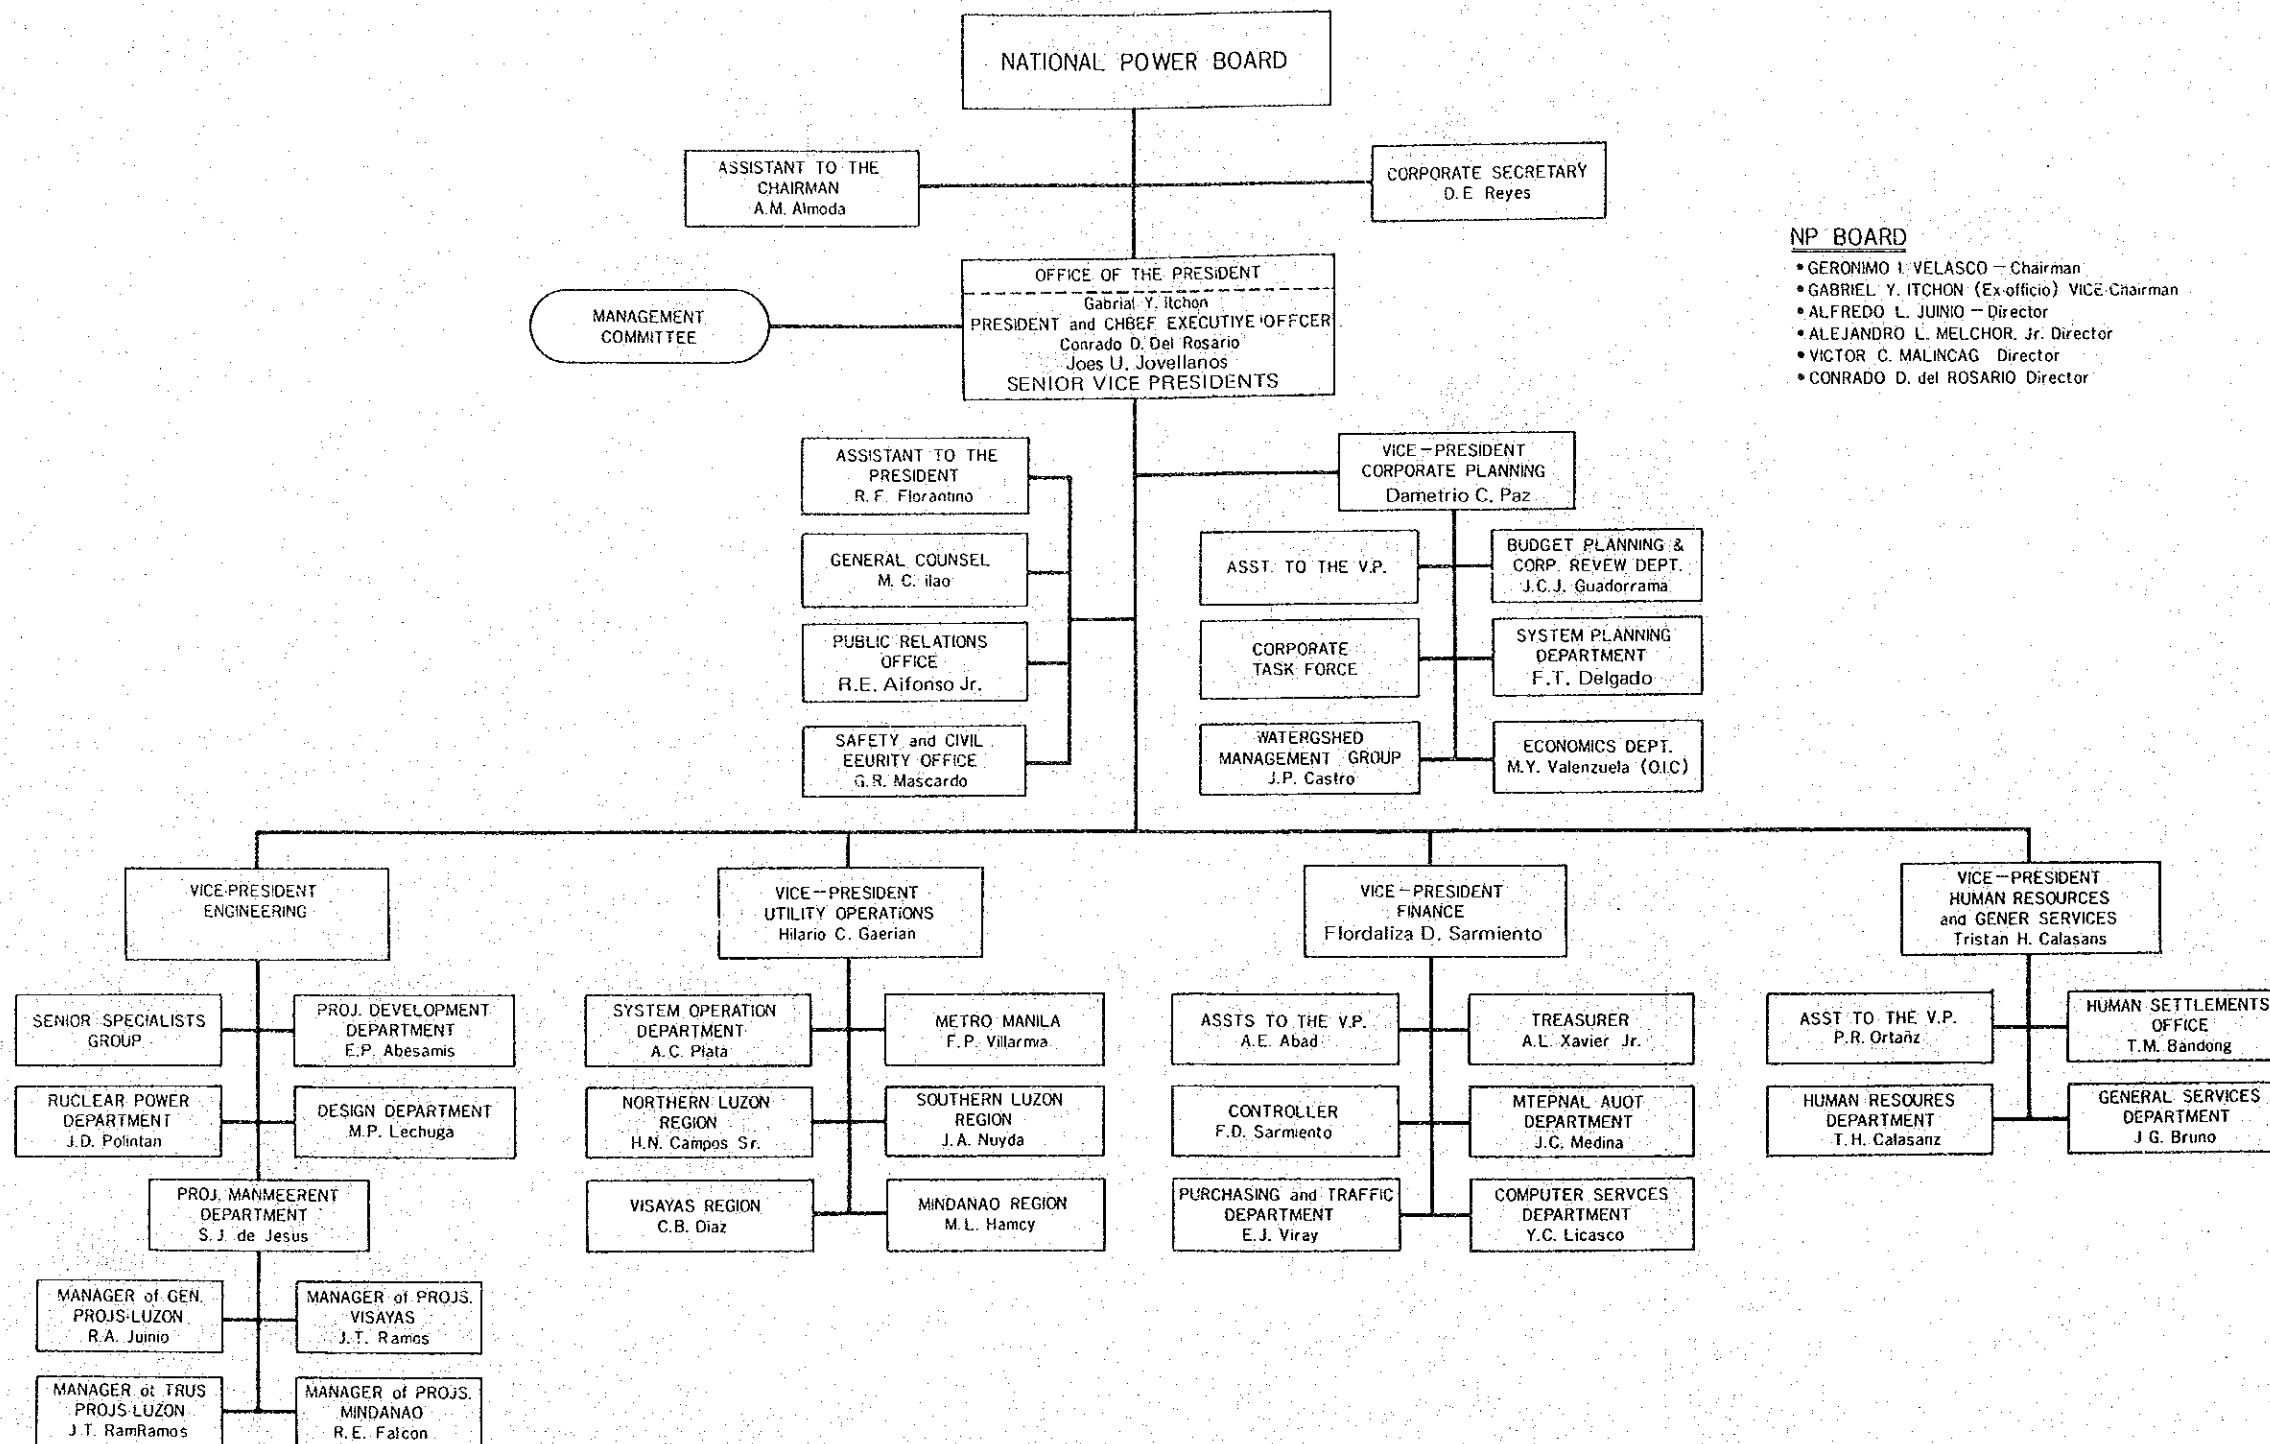 NATIONAL POWER BOARD
ASSISTANT TO THE
CHAIRMAN
A.M. Almoda
CORPORATE SECRETARY
D.E Reyes
NP BOARD
• GERONIMO I. VELASCO — Chairman
• GABRIEL Y. ITCHON (Ex-officio) VICE-Chairman
• ALFREDO L. JUINIO — Director
• ALEJANDRO L. MELCHOR, Jr. Director
• VICTOR C. MALINCAG Director
• CONRADO D. del ROSARIO Director
OFFICE OF THE PRESIDENT
Gabrial Y. Itchon
PRESIDENT and CHBEF EXECUTIYE OFFCER
Conrado D. Del Rosario
Joes U. Jovellanos
SENIOR VICE PRESIDENTS
MANAGEMENT
COMMITTEE
ASSISTANT TO THE
PRESIDENT
R. F. Florantino
GENERAL COUNSEL
M. C. ilao
PUBLIC RELATIONS
OFFICE
R.E. Aifonso Jr.
SAFETY and CIVIL
EEURITY OFFICE
G.R. Mascardo
VICE—PRESIDENT
CORPORATE PLANNING
Dametrio C. Paz
ASST. TO THE V.P.
BUDGET PLANNING &
CORP. REVEW DEPT.
J.C.J. Guadorrama
CORPORATE
TASK FORCE
SYSTEM PLANNING
DEPARTMENT
F.T. Delgado
WATERGSHED
MANAGEMENT GROUP
J.P. Castro
ECONOMICS DEPT.
M.Y. Valenzuela (O.I.C)
VICE-PRESIDENT
ENGINEERING
SENIOR SPECIALISTS
GROUP
PROJ. DEVELOPMENT
DEPARTMENT
E.P. Abesamis
RUCLEAR POWER
DEPARTMENT
J.D. Polintan
DESIGN DEPARTMENT
M.P. Lechuga
PROJ. MANMEERENT
DEPARTMENT
S.J. de Jesus
MANAGER of GEN.
PROJS-LUZON
R.A. Juinio
MANAGER of PROJS.
VISAYAS
J.T. Ramos
MANAGER ot TRUS
PROJS-LUZON
J.T. RamRamos
MANAGER of PROJS.
MINDANAO
R.E. Falcon
VICE—PRESIDENT
UTILITY OPERATIONS
Hilario C. Gaerian
SYSTEM OPERATION
DEPARTMENT
A.C. Plata
METRO MANILA
F.P. Villarmia
NORTHERN LUZON
REGION
H.N. Campos Sr.
SOUTHERN LUZON
REGION
J.A. Nuyda
VISAYAS REGION
C.B. Oiaz
MINDANAO REGION
M.L. Hamcy
VICE—PRESIDENT
FINANCE
Flordaliza D. Sarmiento
ASSTS TO THE V.P.
A.E. Abad
TREASURER
A.L. Xavier Jr.
CONTROLLER
F.D. Sarmiento
MTEPNAL AUOT
DEPARTMENT
J.C. Medina
PURCHASING and TRAFFIC
DEPARTMENT
E.J. Viray
COMPUTER SERVCES
DEPARTMENT
Y.C. Licasco
VICE—PRESIDENT
HUMAN RESOURCES
and GENER SERVICES
Tristan H. Calasans
ASST TO THE V.P.
P.R. Ortanz
HUMAN SETTLEMENTS
OFFICE
T.M. Bandong
HUMAN RESOURES
DEPARTMENT
T.H. Calasanz
GENERAL SERVICES
DEPARTMENT
J G. Bruno